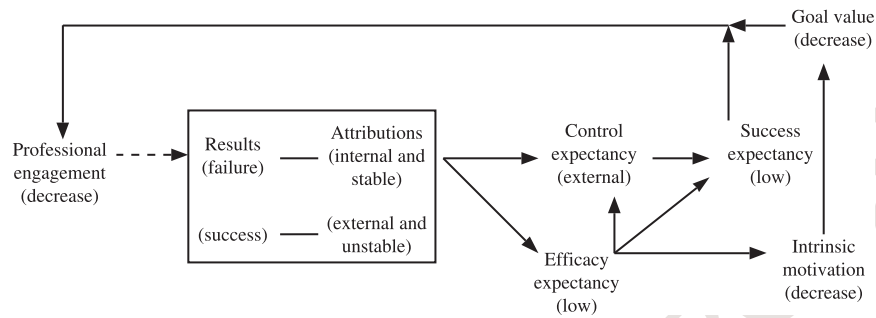 Goal value
(decrease)
Professional
engagement
(decrease)
Results
(failure)
Attributions
(internal and
stable)
(success)
(external and
unstable)
Control
expectancy
(external)
Success
expectancy
(low)
Efficacy
expectancy
(low)
Intrinsic
motivation
(decrease)